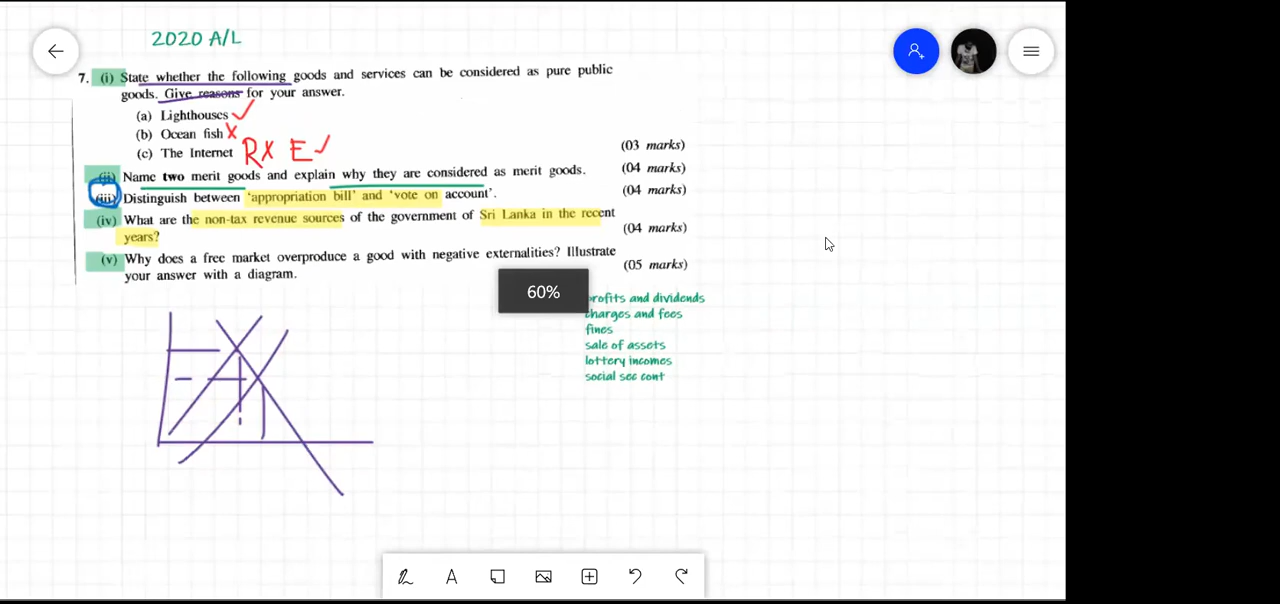 2020 A/L
7. (i) State whether the following goods and services can be considered as pure public
goods. Give reasons for your answer.
(a) Lighthouses ✓
(b) Ocean fish X
(c) The Internet RX E✓
(03 marks)
(ii) Name two merit goods and explain why they are considered as merit goods. (04 marks)
(iii) Distinguish between 'appropriation bill' and 'vote on account'. (04 marks)
(iv) What are the non-tax revenue sources of the government of Sri Lanka in the recent
years? (04 marks)
(v) Why does a free market overproduce a good with negative externalities? Illustrate
your answer with a diagram. (05 marks)
60%
profits and dividends
charges and fees
fines
sale of assets
lottery incomes
social sec cont
A